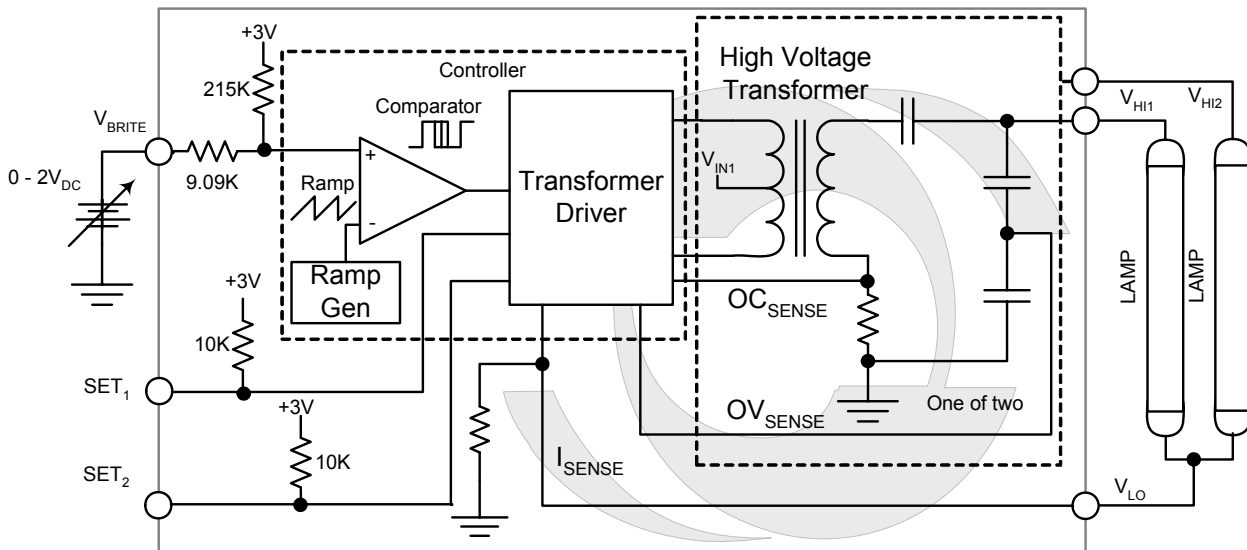 +3V
215K
V_BRITE
9.09K
0 - 2V_DC
Controller
Comparator
Ramp
+
-
Ramp
Gen
Transformer
Driver
High Voltage
Transformer
V_IN1
V_HI1
V_HI2
LAMP
LAMP
OC_SENSE
OV_SENSE
One of two
I_SENSE
V_LO
+3V
10K
SET_1
+3V
10K
SET_2